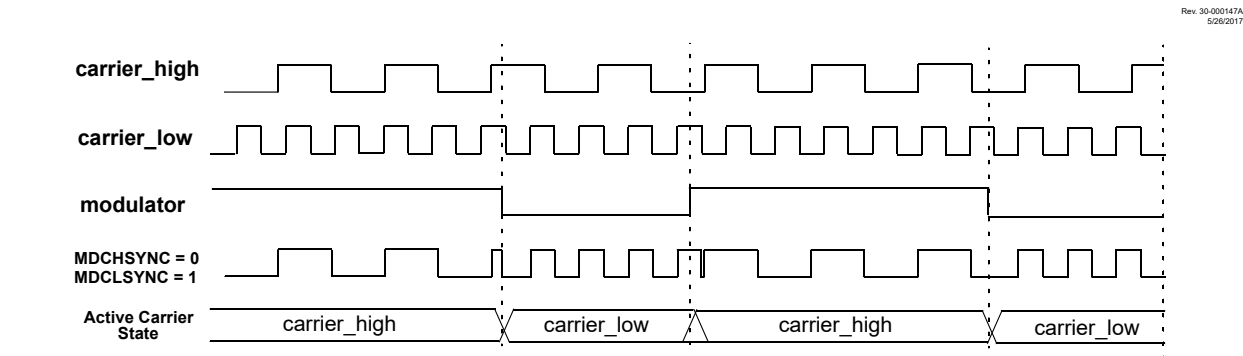 Rev. 30-000147A
5/26/2017
carrier_high
carrier_low
modulator
MDCHSYNC = 0
MDCLSYNC = 1
Active Carrier
State
carrier_high
carrier_low
carrier_high
carrier_low